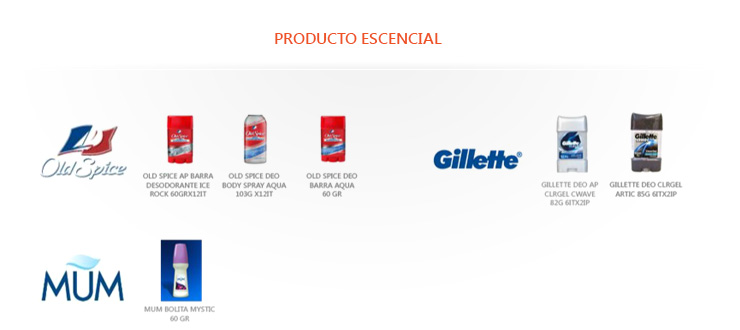 PRODUCTO ESCENCIAL
Old Spice
OLD SPICE AP BARRA
DESODORANTE ICE
ROCK 60GRX12IT
OLD SPICE DEO
BODY SPRAY AQUA
103G X12IT
OLD SPICE DEO
BARRA AQUA
60 GR
Gillette®
GILLETTE DEO AP
CLRGEL CWAVE
82G 6ITX2IP
GILLETTE DEO CLRGEL
ARTIC 85G 6ITX2IP
MUM
MUM BOLITA MYSTIC
60 GR